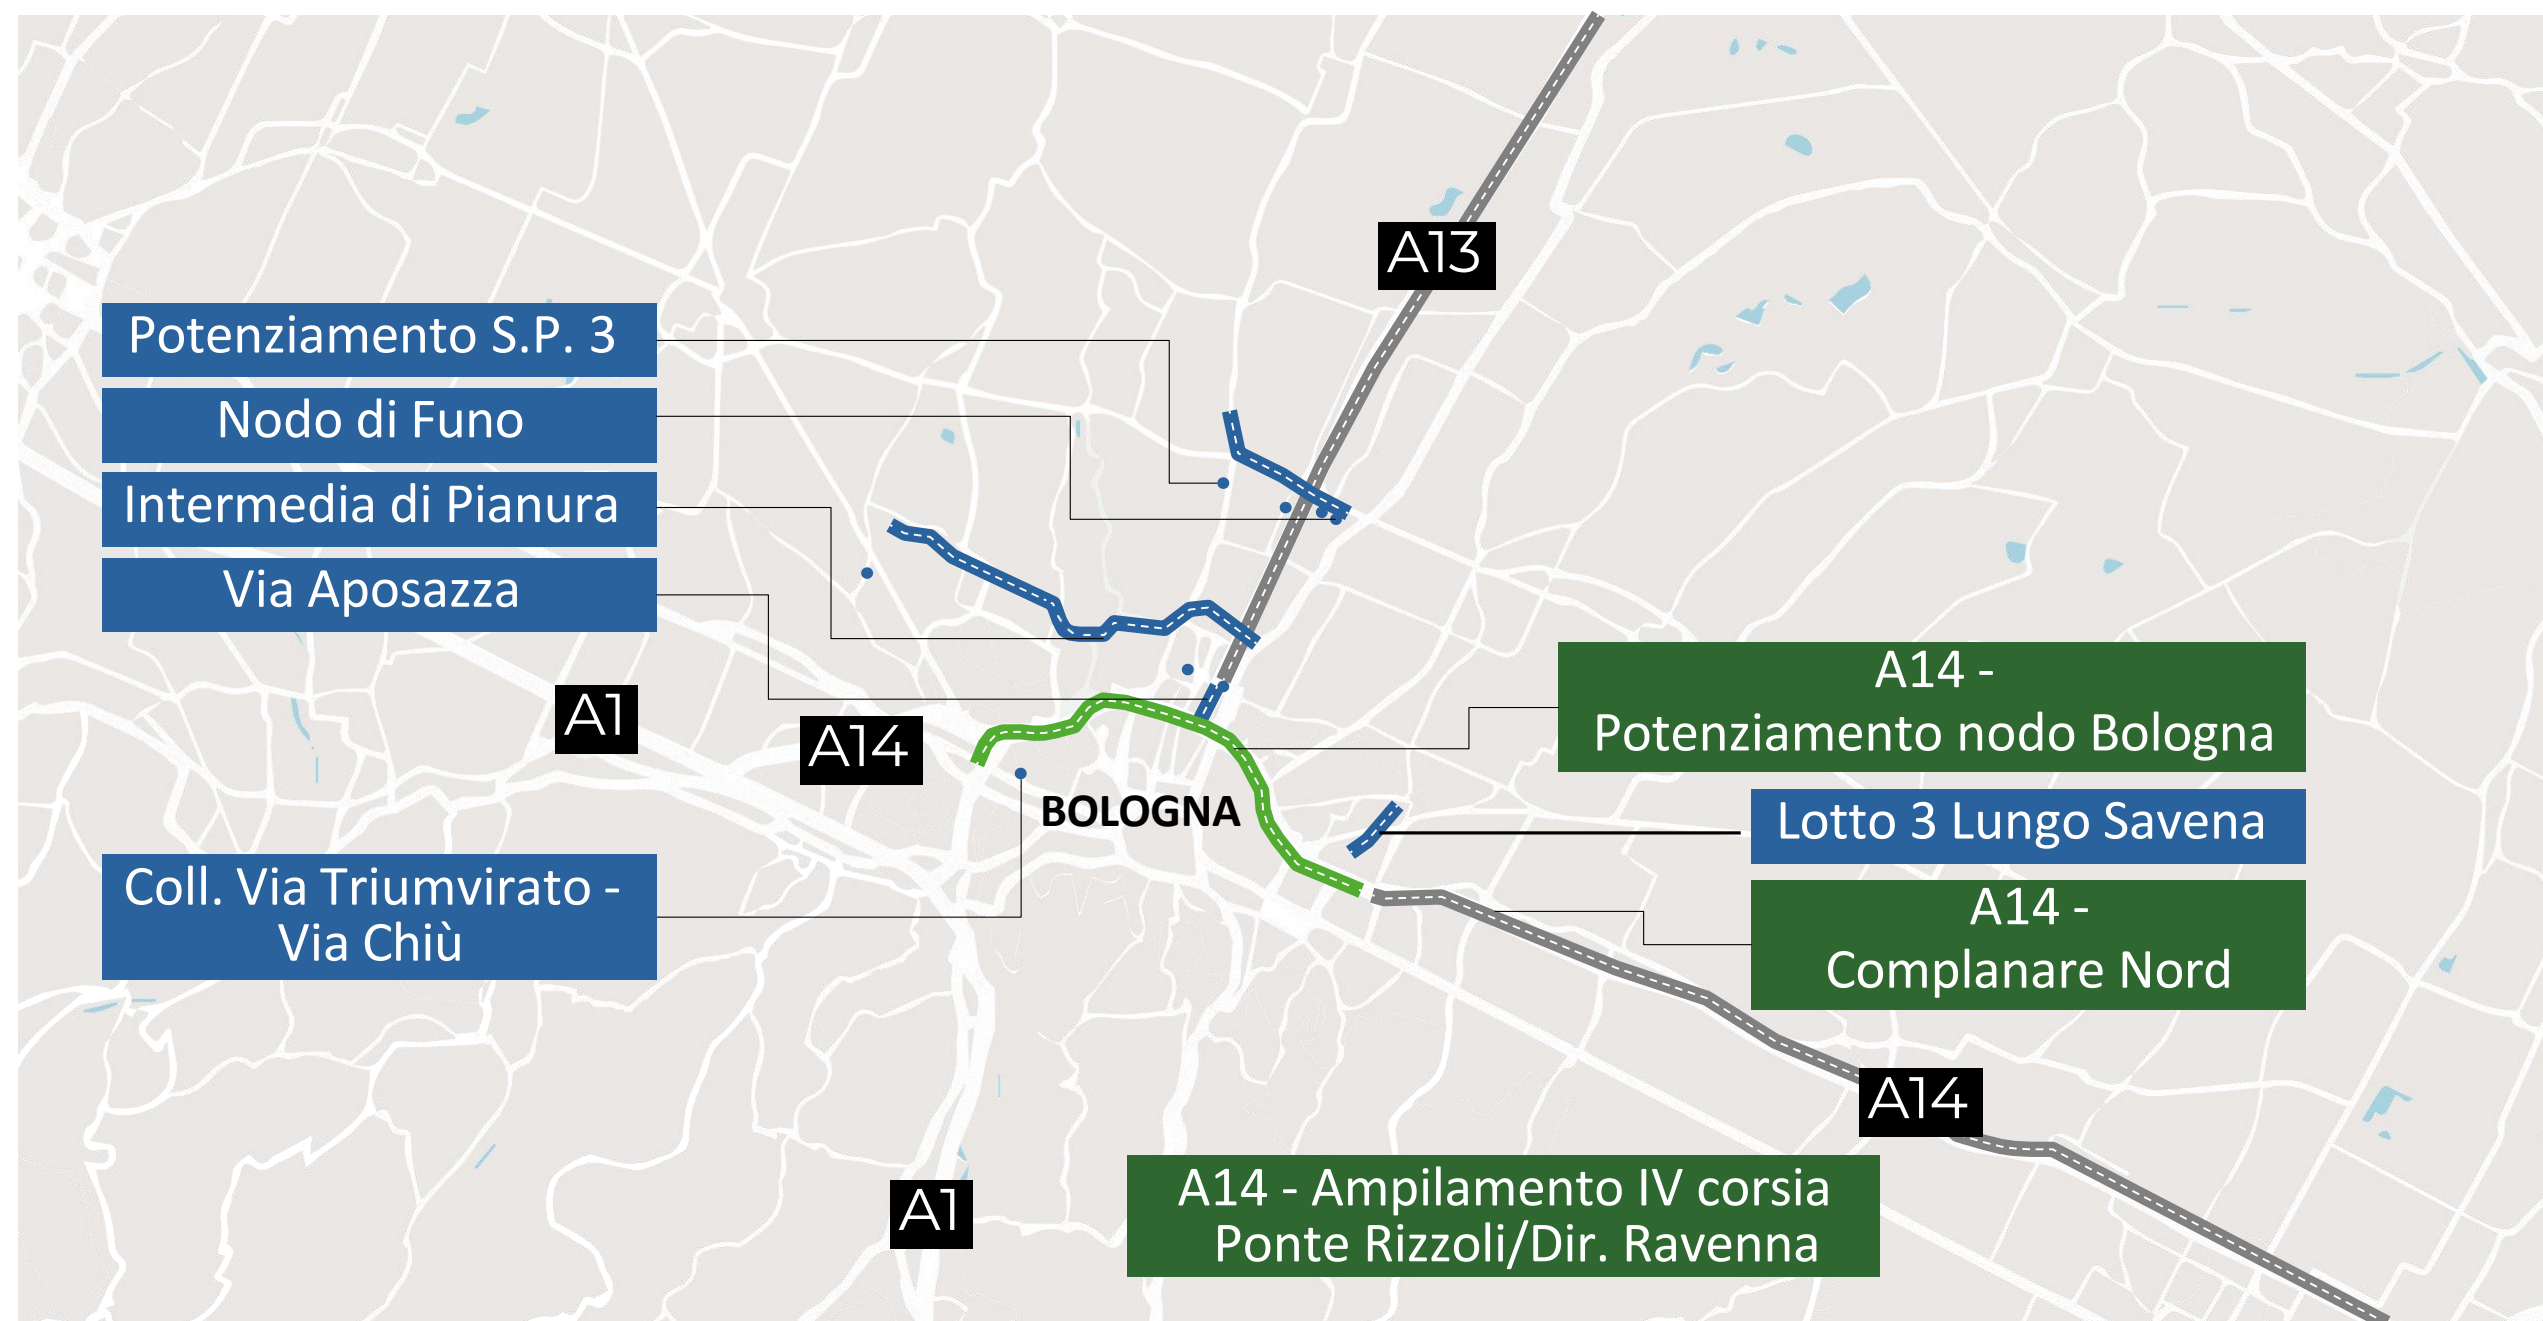 A13
Potenziamento S.P. 3
Nodo di Funo
Intermedia di Pianura
Via Aposazza
A1
A14
BOLOGNA
A14 -
Potenziamento nodo Bologna
Lotto 3 Lungo Savena
Coll. Via Triumvirato -
Via Chiù
A14 -
Complanare Nord
A14
A14 - Ampilamento IV corsia
Ponte Rizzoli/Dir. Ravenna
A1